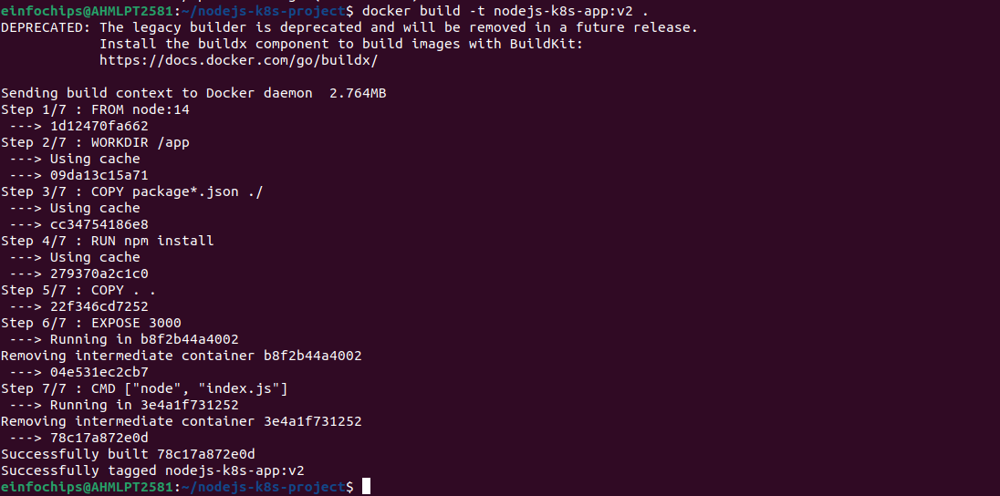 einfochips@AHMLPT2581:~/nodejs-k8s-project$ docker build -t nodejs-k8s-app:v2 .
DEPRECATED: The legacy builder is deprecated and will be removed in a future release.
            Install the buildx component to build images with BuildKit:
            https://docs.docker.com/go/buildx/

Sending build context to Docker daemon  2.764MB
Step 1/7 : FROM node:14
 ---> 1d12470fa662
Step 2/7 : WORKDIR /app
 ---> Using cache
 ---> 09da13c15a71
Step 3/7 : COPY package*.json ./
 ---> Using cache
 ---> cc34754186e8
Step 4/7 : RUN npm install
 ---> Using cache
 ---> 279370a2c1c0
Step 5/7 : COPY . .
 ---> 22f346cd7252
Step 6/7 : EXPOSE 3000
 ---> Running in b8f2b44a4002
Removing intermediate container b8f2b44a4002
 ---> 04e531ec2cb7
Step 7/7 : CMD ["node", "index.js"]
 ---> Running in 3e4a1f731252
Removing intermediate container 3e4a1f731252
 ---> 78c17a872e0d
Successfully built 78c17a872e0d
Successfully tagged nodejs-k8s-app:v2
einfochips@AHMLPT2581:~/nodejs-k8s-project$